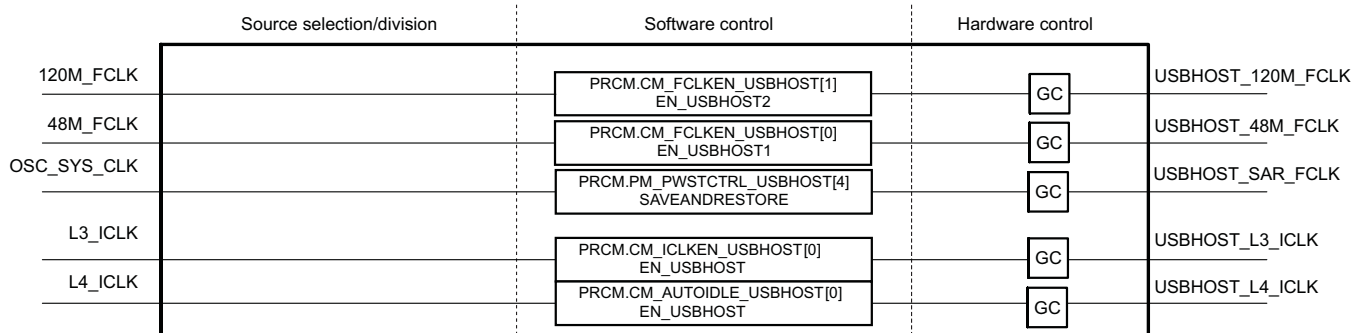 Source selection/division
Software control
Hardware control
120M_FCLK
PRCM.CM_FCLKEN_USBHOST[1]
EN_USBHOST2
GC
USBHOST_120M_FCLK
48M_FCLK
PRCM.CM_FCLKEN_USBHOST[0]
EN_USBHOST1
GC
USBHOST_48M_FCLK
OSC_SYS_CLK
PRCM.PM_PWSTCTRL_USBHOST[4]
SAVEANDRESTORE
GC
USBHOST_SAR_FCLK
L3_ICLK
PRCM.CM_ICLKEN_USBHOST[0]
EN_USBHOST
GC
USBHOST_L3_ICLK
L4_ICLK
PRCM.CM_AUTOIDLE_USBHOST[0]
EN_USBHOST
GC
USBHOST_L4_ICLK